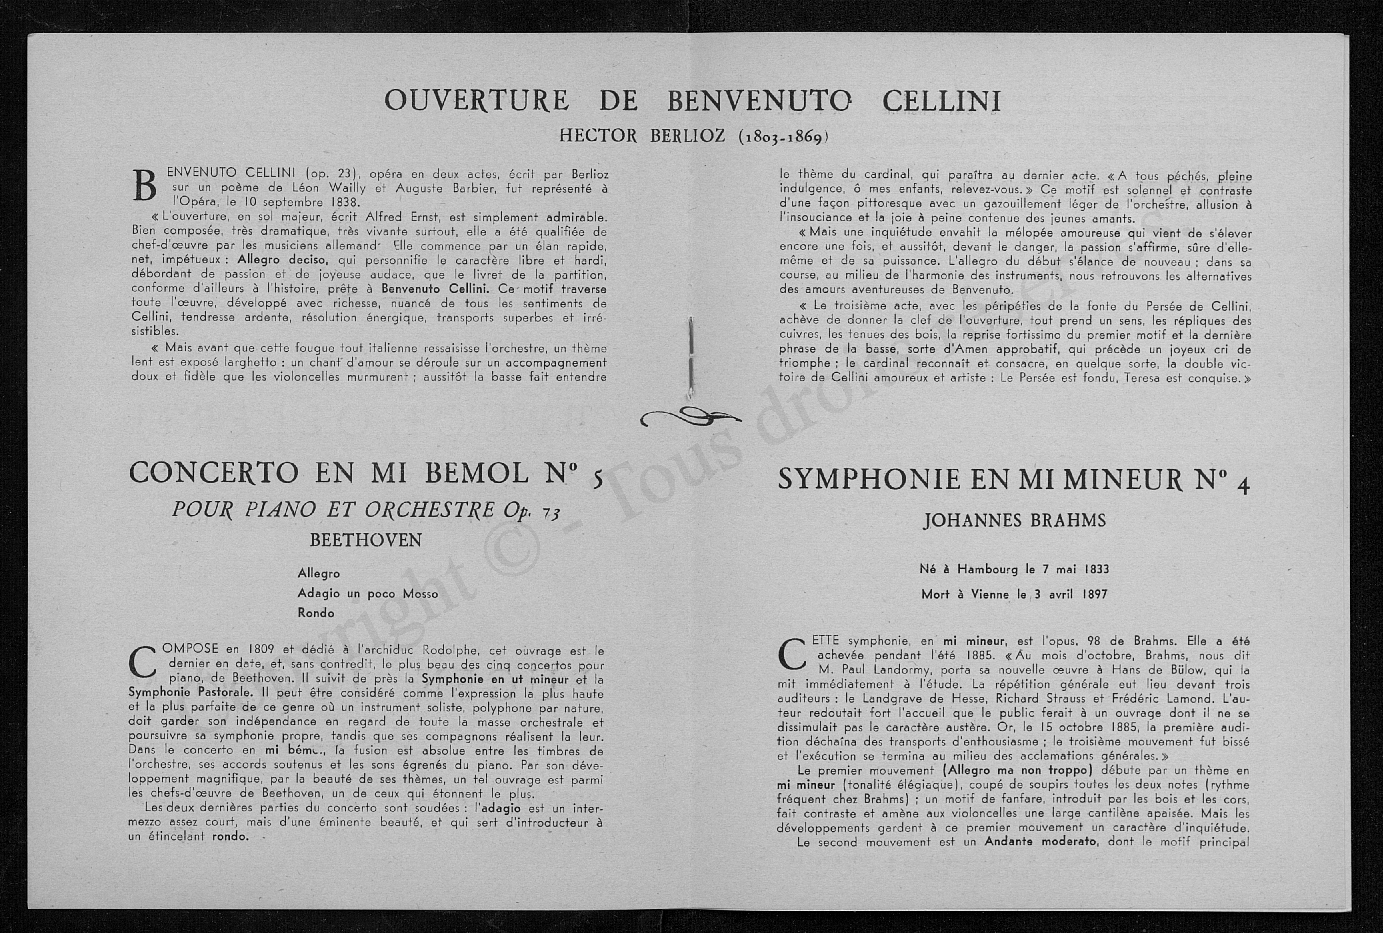 OUVERTURE DE BENVENUTO CELLINI
HECTOR BERLIOZ (1803-1869)
BENVENUTO CELLINI (op. 23), opéra en deux actes, écrit par Berlioz
sur un poème de Léon Wailly et Auguste Barbier, fut représenté à
l'Opéra, le 10 septembre 1838.
« L'ouverture, en sol majeur, écrit Alfred Ernst, est simplement admirable.
Bien composée, très dramatique, très vivante surtout, elle a été qualifiée de
chef-d'œuvre par les musiciens allemand Elle commence par un élan rapide,
net, impétueux : Allegro deciso, qui personnifie le caractère libre et hardi,
débordant de passion et de joyeuse audace, que le livret de la partition,
conforme d'ailleurs à l'histoire, prête à Benvenuto Cellini. Ce motif traverse
toute l'œuvre, développé avec richesse, nuancé de tous les sentiments de
Cellini, tendresse ardente, résolution énergique, transports superbes et irré-
sistibles.
« Mais avant que cette fougue tout italienne ressaisisse l'orchestre, un thème
lent est exposé larghetto : un chant d'amour se déroule sur un accompagnement
doux et fidèle que les violoncelles murmurent ; aussitôt la basse fait entendre
le thème du cardinal, qui paraîtra au dernier acte. « A tous péchés, pleine
indulgence, ô mes enfants, relevez-vous. » Ce motif est solennel et contraste
d'une façon pittoresque avec un gazouillement léger de l'orchestre, allusion à
l'insouciance et la joie à peine contenue des jeunes amants.
« Mais une inquiétude envahit la mélopée amoureuse qui vient de s'élever
encore une fois, et aussitôt, devant le danger, la passion s'affirme, sûre d'elle-
même et de sa puissance. L'allegro du début s'élance de nouveau ; dans sa
course, au milieu de l'harmonie des instruments, nous retrouvons les alternatives
des amours aventureuses de Benvenuto.
« Le troisième acte, avec les péripéties de la fonte du Persée de Cellini,
achève de donner la clef de l'ouverture, tout prend un sens, les répliques des
cuivres, les tenues des bois, la reprise fortissimo du premier motif et la dernière
phrase de la basse, sorte d'Amen approbatif, qui précède un joyeux cri de
triomphe ; le cardinal reconnait et consacre, en quelque sorte, la double vic-
toire de Cellini amoureux et artiste : Le Persée est fondu, Teresa est conquise. »
CONCERTO EN MI BEMOL Nº 5
POUR PIANO ET ORCHESTRE Op. 73
BEETHOVEN
Allegro
Adagio un poco Mosso
Rondo
COMPOSE en 1809 et dédié à l'archiduc Rodolphe, cet ouvrage est le
dernier en date, et, sans contredit, le plus beau des cinq concertos pour
piano, de Beethoven. Il suivit de près la Symphonie en ut mineur et la
Symphonie Pastorale. Il peut être considéré comme l'expression la plus haute
et la plus parfaite de ce genre où un instrument soliste, polyphone par nature,
doit garder son indépendance en regard de toute la masse orchestrale et
poursuivre sa symphonie propre, tandis que ses compagnons réalisent la leur.
Dans le concerto en mi bém , la fusion est absolue entre les timbres de
l'orchestre, ses accords soutenus et les sons égrenés du piano. Par son déve-
loppement magnifique, par la beauté de ses thèmes, un tel ouvrage est parmi
les chefs-d'œuvre de Beethoven, un de ceux qui étonnent le plus.
Les deux dernières parties du concerto sont soudées : l'adagio est un inter-
mezzo assez court, mais d'une éminente beauté, et qui sert d'introducteur à
un étincelant rondo.
SYMPHONIE EN MI MINEUR Nº 4
JOHANNES BRAHMS
Né à Hambourg le 7 mai 1833
Mort à Vienne le 3 avril 1897
CETTE symphonie, en mi mineur, est l'opus. 98 de Brahms. Elle a été
achevée pendant l'été 1885. « Au mois d'octobre, Brahms, nous dit
M. Paul Landormy, porta sa nouvelle œuvre à Hans de Bülow, qui la
mit immédiatement à l'étude. La répétition générale eut lieu devant trois
auditeurs : le Landgrave de Hesse, Richard Strauss et Frédéric Lamond. L'au-
teur redoutait fort l'accueil que le public ferait à un ouvrage dont il ne se
dissimulait pas le caractère austère. Or, le 15 octobre 1885, la première audi-
tion déchaîna des transports d'enthousiasme ; le troisième mouvement fut bissé
et l'exécution se termina au milieu des acclamations générales. »
Le premier mouvement (Allegro ma non troppo) débute par un thème en
mi mineur (tonalité élégiaque), coupé de soupirs toutes les deux notes (rythme
fréquent chez Brahms) ; un motif de fanfare, introduit par les bois et les cors,
fait contraste et amène aux violoncelles une large cantilène apaisée. Mais les
développements gardent à ce premier mouvement un caractère d'inquiétude.
Le second mouvement est un Andante moderato, dont le motif principal